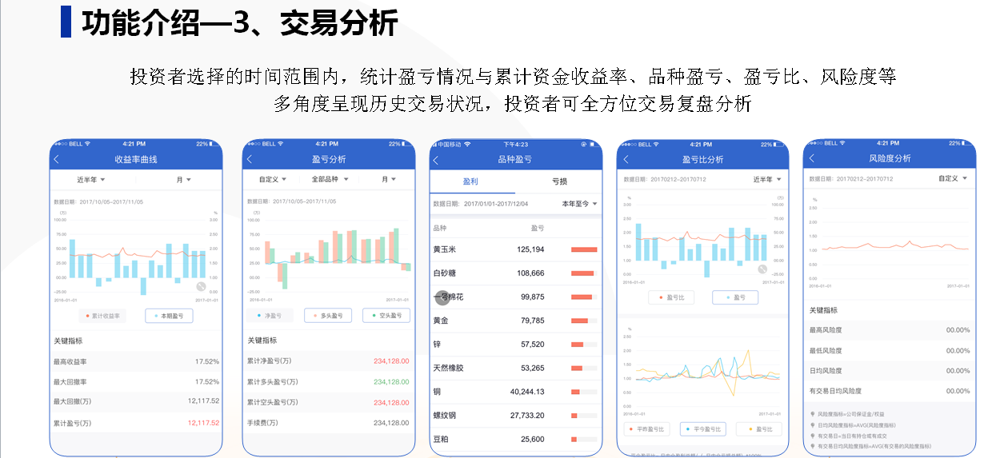 功能介绍—3、交易分析
投资者选择的时间范围内，统计盈亏情况与累计资金收益率、品种盈亏、盈亏比、风险度等
多角度呈现历史交易状况，投资者可全方位交易复盘分析
BELL 4:21 PM 22%
收益率曲线
近半年 月
数据日期: 2017/10/05-2017/11/05
(万) %
100.00 3.00
75.00 2.50
50.00 2.00
25.00 1.50
00.00 1.00
-25.00 0.00
2016-01-01 2017-01-01
累计收益率 本期盈亏
关键指标
最高收益率 17.52%
最大回撤率 17.52%
最大回撤(万) 12,117.52
累计盈亏(万) 12,117.52
BELL 4:21 PM 22%
盈亏分析
自定义 全部品种 月
数据日期: 2017/10/05-2017/11/05
(万)
100.00
75.00
50.00
25.00
00.00
-25.00
2016-01-01 2017-01-01
净盈亏 多头盈亏 空头盈亏
关键指标
累计净盈亏(万) 234,128.00
累计多头盈亏(万) 234,128.00
累计空头盈亏(万) 234,128.00
手续费(万) 234,128.00
中国移动 下午4:23
品种盈亏
盈利 亏损
数据日期: 2017/01/01-2017/12/04 本年至今
品种 盈亏
黄玉米 125,194
白砂糖 108,666
一号棉花 99,875
黄金 79,785
锌 57,520
天然橡胶 53,265
铜 40,244.13
螺纹钢 27,733.20
豆粕 25,600
BELL 4:21 PM 22%
盈亏比分析
数据日期: 20170212-20170712 近半年
% (万)
3.00 100.00
2.50 75.00
2.00 50.00
1.50 25.00
1.00 00.00
0.00 -25.00
2016-01-01 2017-01-01
盈亏比 盈亏
%
2.50
2.00
1.50
1.00
0.50
0.00
2016-01-01 2017-01-01
平昨盈亏比 平今盈亏比 盈亏比
BELL 4:21 PM 22%
风险度分析
数据日期: 20170212-20170712 自定义
%
2.50
2.00
1.50
1.00
0.50
0.00
2016-01-01 2017-01-01
关键指标
最高风险度 00.00%
最低风险度 00.00%
日均风险度 00.00%
有交易日均风险度 00.00%
风险度指标=公司保证金/权益
日均风险度指标=AVG(风险度指标)
有交易日=当日有持仓或有成交
有交易日均风险度指标=AVG(有交易的风险度指标)